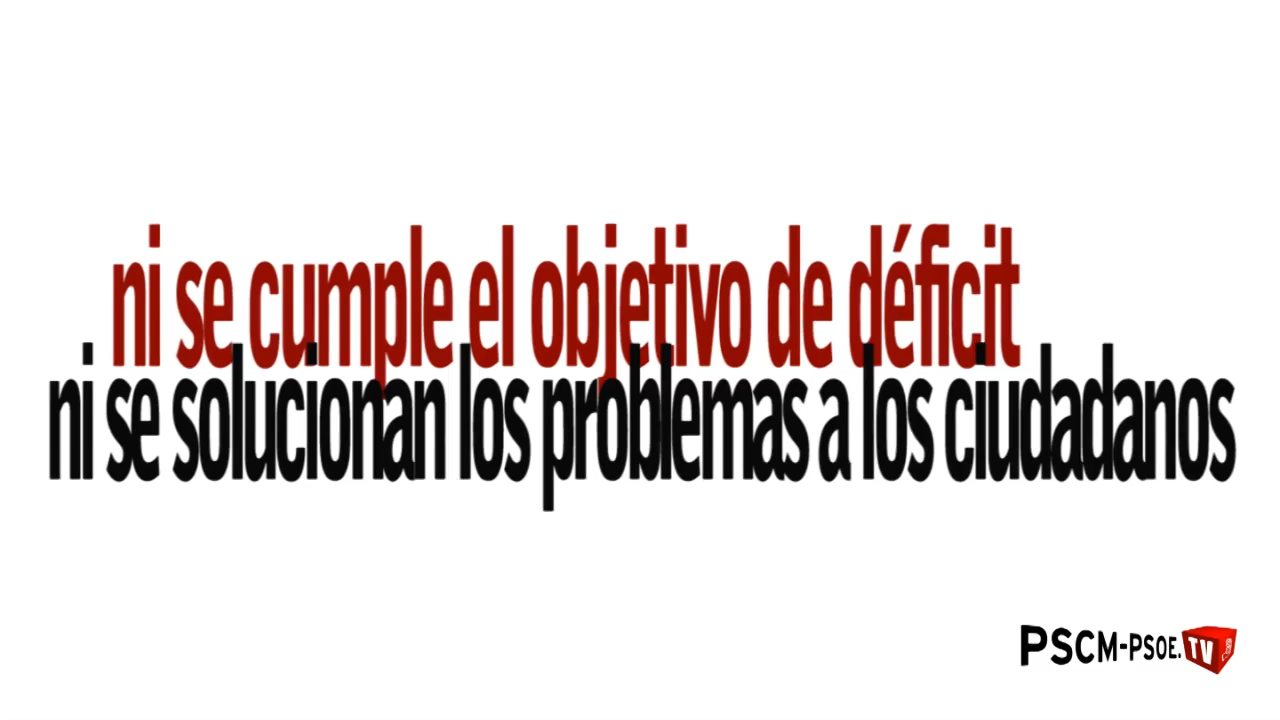 ni se cumple el objetivo de déficit
ni se solucionan los problemas a los ciudadanos
PSCM-PSOE.TV